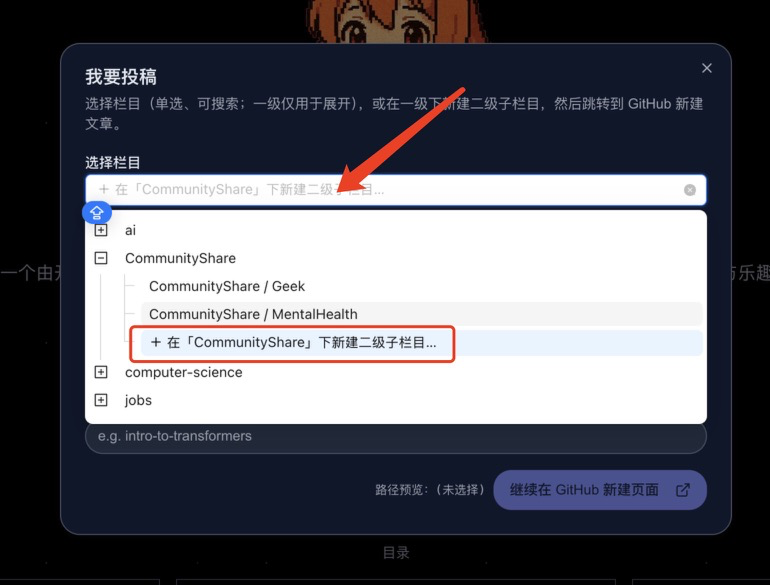 我要投稿
选择栏目（单选、可搜索；一级仅用于展开），或在一级下新建二级子栏目，然后跳转到 GitHub 新建
文章。
选择栏目
+ 在「CommunityShare」下新建二级子栏目...
ai
CommunityShare
CommunityShare / Geek
CommunityShare / MentalHealth
+ 在「CommunityShare」下新建二级子栏目...
computer-science
jobs
一个由开
方乐趣
e.g. intro-to-transformers
路径预览：（未选择）
继续在 GitHub 新建页面
目录